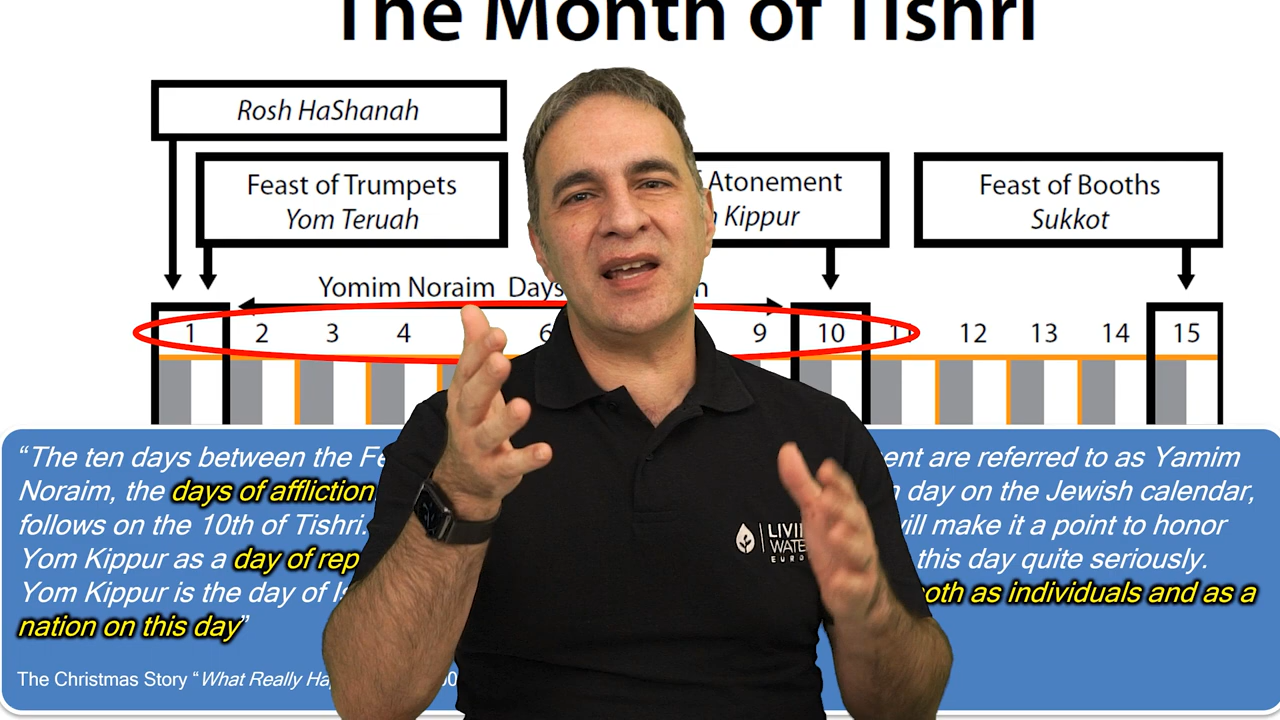 The Month of Tishri
Rosh HaShanah
Feast of Trumpets
Yom Teruah
Atonement
Kippur
Feast of Booths
Sukkot
Yomim Noraim Days
1 2 3 4 6 9 10 11 12 13 14 15
“The ten days between the ent are referred to as Yamim
Noraim, the days of affliction day on the Jewish calendar,
follows on the 10th of Tishri. will make it a point to honor
Yom Kippur as a day of rep this day quite seriously.
Yom Kippur is the day of both as individuals and as a
nation on this day”
The Christmas Story “What Really
LIVING
WATE
EURO